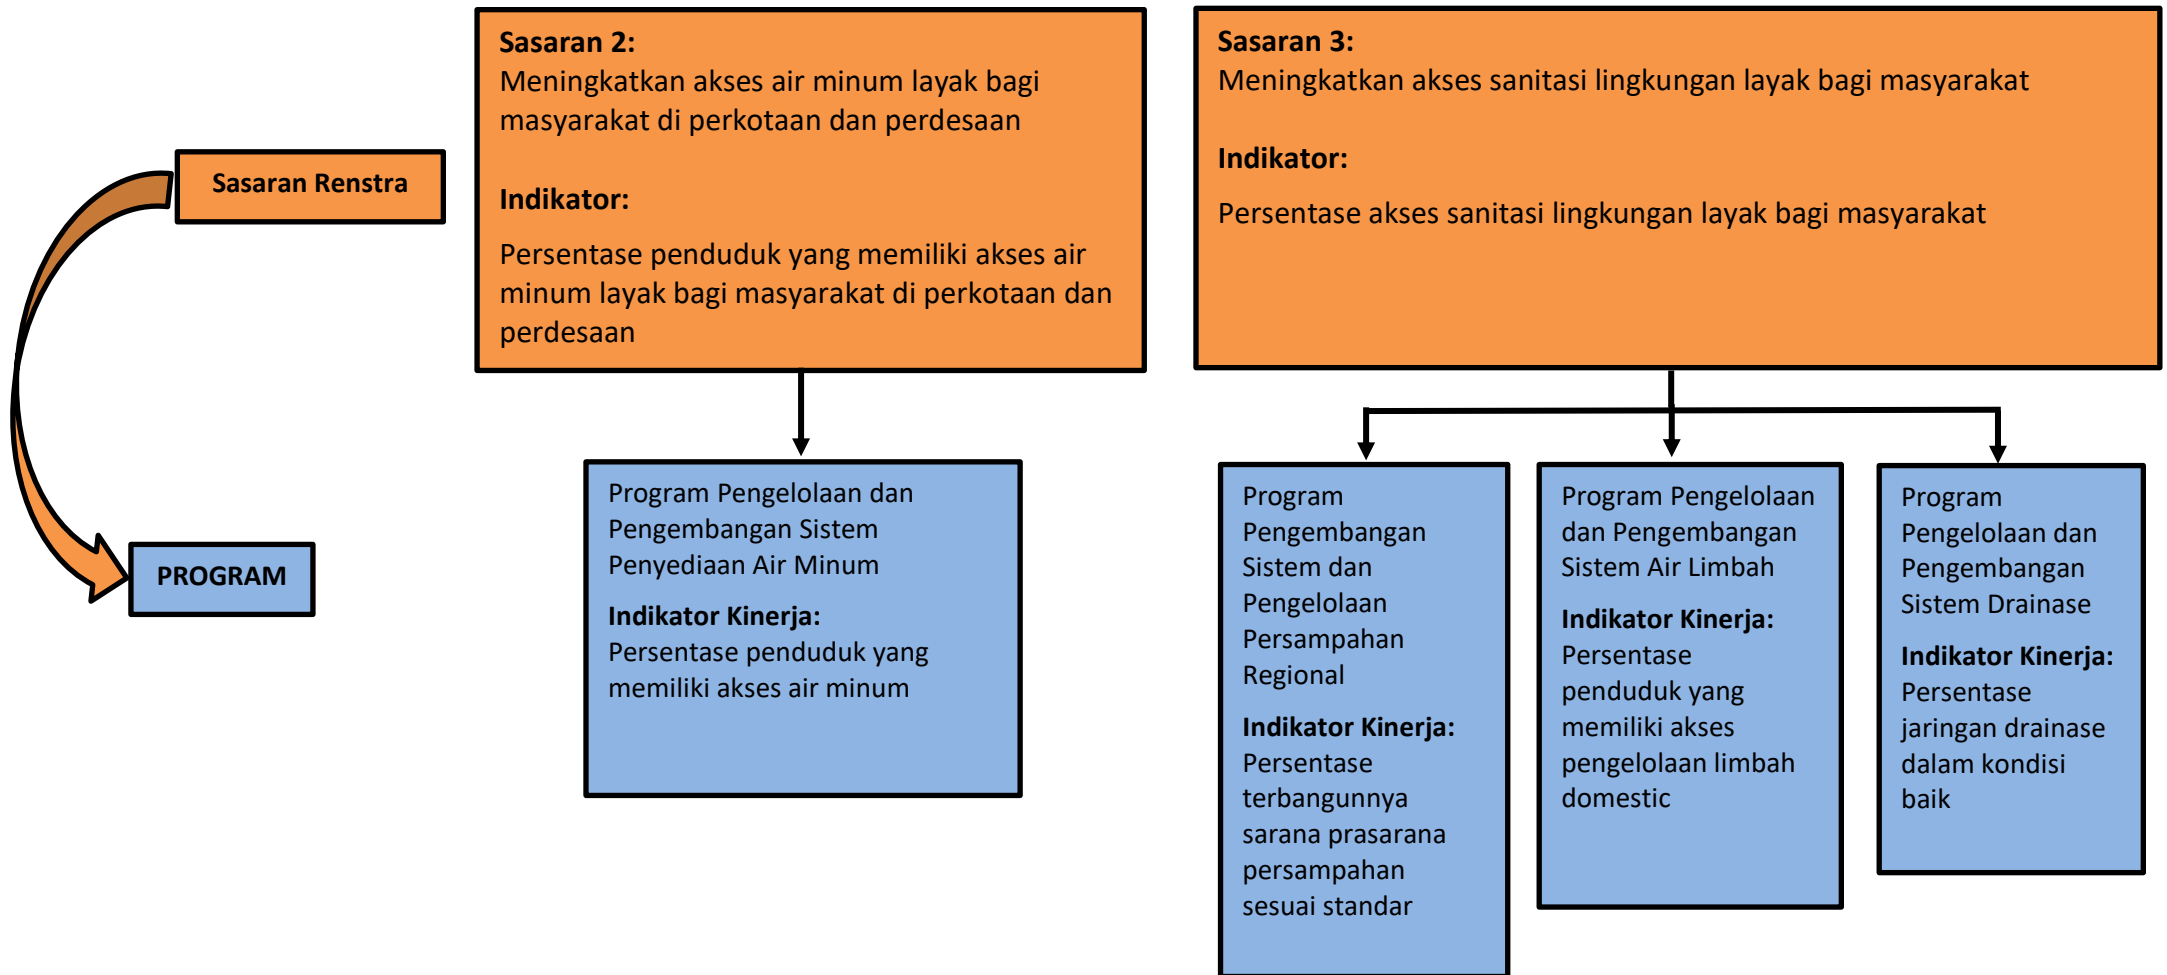 Sasaran Renstra
PROGRAM
Sasaran 2:
Meningkatkan akses air minum layak bagi
masyarakat di perkotaan dan perdesaan
Indikator:
Persentase penduduk yang memiliki akses air
minum layak bagi masyarakat di perkotaan dan
perdesaan
Program Pengelolaan dan
Pengembangan Sistem
Penyediaan Air Minum
Indikator Kinerja:
Persentase penduduk yang
memiliki akses air minum
Sasaran 3:
Meningkatkan akses sanitasi lingkungan layak bagi masyarakat
Indikator:
Persentase akses sanitasi lingkungan layak bagi masyarakat
Program
Pengembangan
Sistem dan
Pengelolaan
Persampahan
Regional
Indikator Kinerja:
Persentase
terbangunnya
sarana prasarana
persampahan
sesuai standar
Program Pengelolaan
dan Pengembangan
Sistem Air Limbah
Indikator Kinerja:
Persentase
penduduk yang
memiliki akses
pengelolaan limbah
domestic
Program
Pengelolaan dan
Pengembangan
Sistem Drainase
Indikator Kinerja:
Persentase
jaringan drainase
dalam kondisi
baik